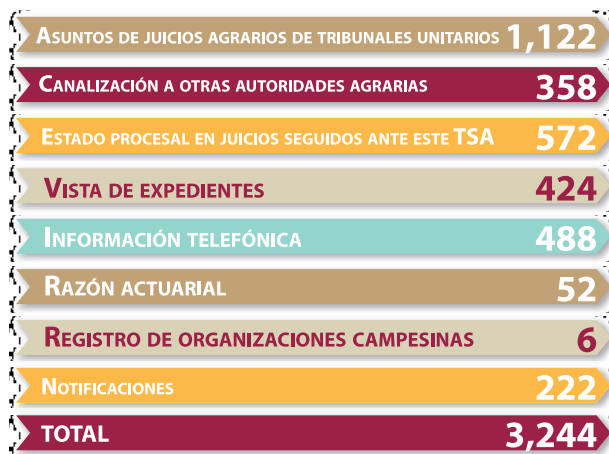 Asuntos de juicios agrarios de tribunales unitarios 1,122
Canalización a otras autoridades agrarias 358
Estado procesal en juicios seguidos ante este TSA 572
Vista de expedientes 424
Información telefónica 488
Razón actuarial 52
Registro de organizaciones campesinas 6
Notificaciones 222
TOTAL 3,244